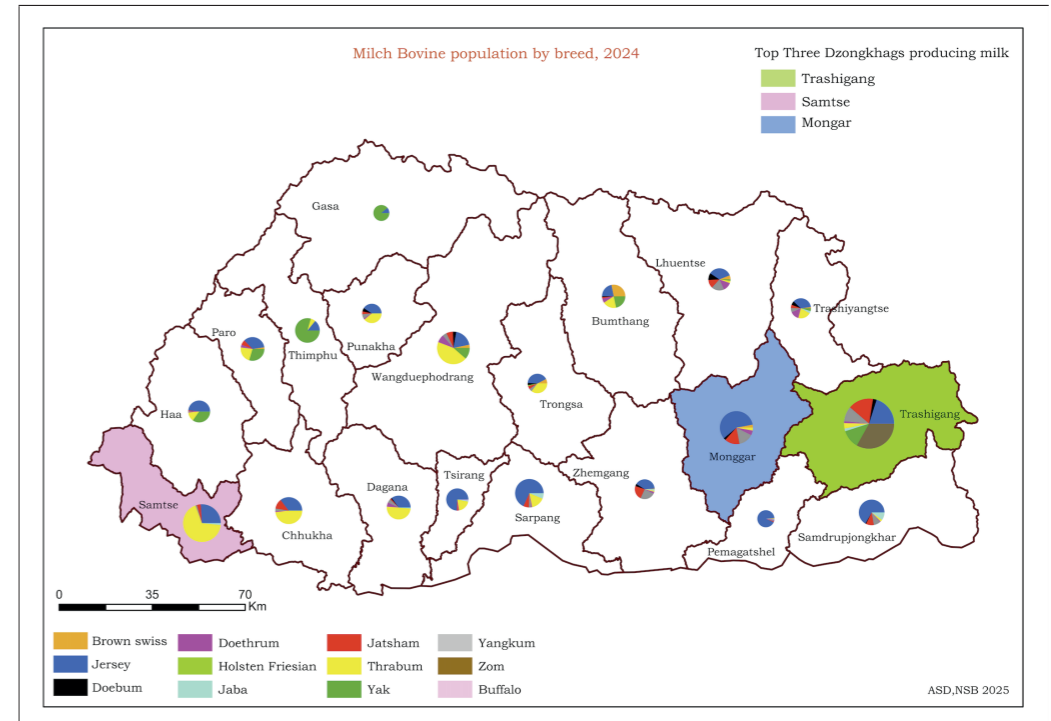 Milch Bovine population by breed, 2024
Top Three Dzongkhags producing milk
Trashigang
Samtse
Mongar
Gasa
Lhuentse
Trashiyangtse
Bumthang
Paro
Thimphu
Punakha
Wangduephodrang
Haa
Trongsa
Trashigang
Monggar
Samtse
Chhukha
Dagana
Tsirang
Sarpang
Zhemgang
Pemagatshel
Samdrupjongkhar
0 35 70
Km
Brown swiss
Jersey
Doebum
Doethrum
Holsten Friesian
Jaba
Jatsham
Thrabum
Yak
Yangkum
Zom
Buffalo
ASD,NSB 2025